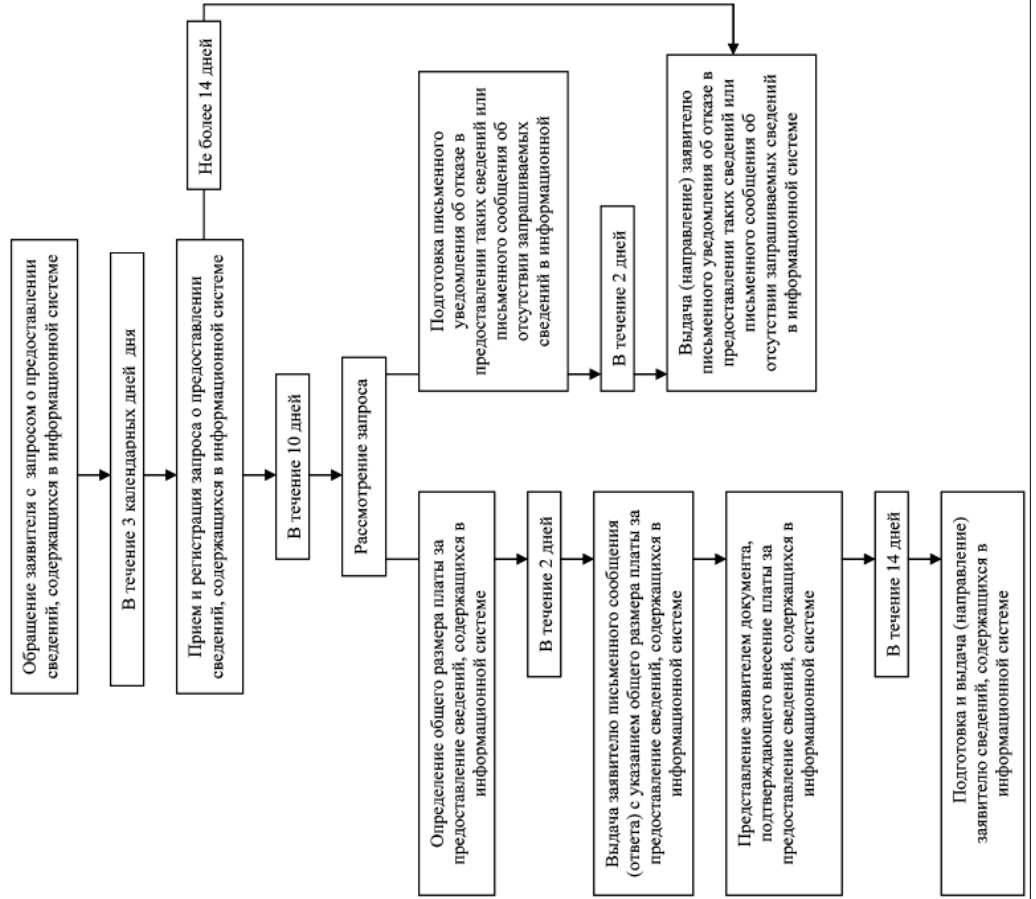 Обращение заявителя с запросом о предоставлении
сведений, содержащихся в информационной системе
В течение 3 календарных дней дня
Прием и регистрация запроса о предоставлении
сведений, содержащихся в информационной системе
Не более 14 дней
В течение 10 дней
Рассмотрение запроса
Определение общего размера платы за
предоставление сведений, содержащихся в
информационной системе
В течение 2 дней
Выдача заявителю письменного сообщения
(ответа) с указанием общего размера платы за
предоставление сведений, содержащихся в
информационной системе
Представление заявителем документа,
подтверждающего внесение платы за
предоставление сведений, содержащихся в
информационной системе
В течение 14 дней
Подготовка и выдача (направление)
заявителю сведений, содержащихся в
информационной системе
Подготовка письменного
уведомления об отказе в
предоставлении таких сведений или
письменного сообщения об
отсутствии запрашиваемых
сведений в информационной
В течение 2 дней
Выдача (направление) заявителю
письменного уведомления об отказе в
предоставлении таких сведений или
письменного сообщения об
отсутствии запрашиваемых сведений
в информационной системе